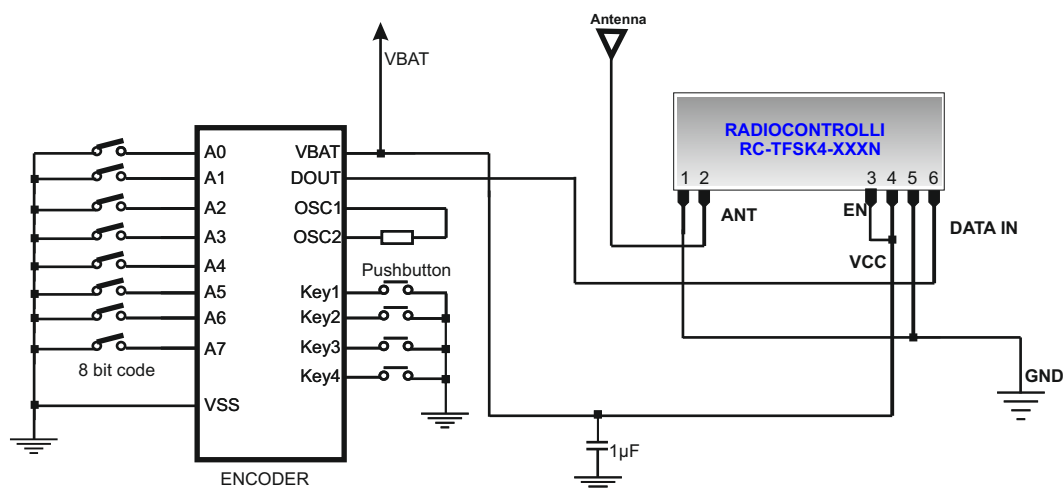 Antenna
VBAT
RADIOCONTROLLI
RC-TFSK4-XXXN
1 2 3 4 5 6
ANT
EN
DATA IN
VCC
A0
A1
A2
A3
A4
A5
A6
A7
VSS
VBAT
DOUT
OSC1
OSC2
Key1
Key2
Key3
Key4
Pushbutton
8 bit code
GND
1µF
ENCODER